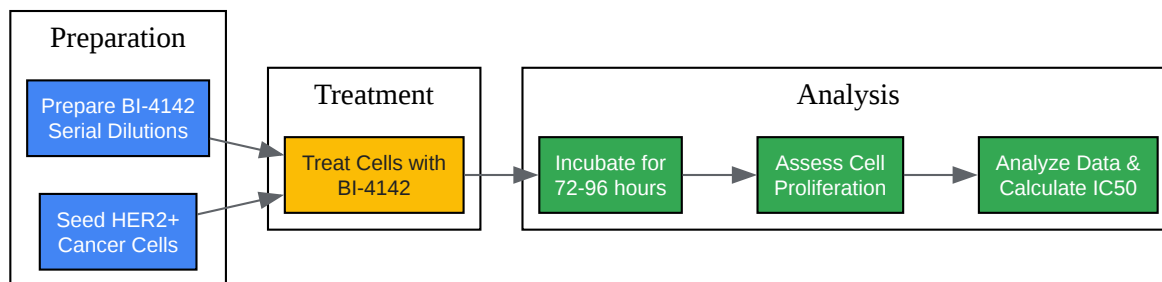 Preparation
Prepare BI-4142
Serial Dilutions
Seed HER2+
Cancer Cells
Treatment
Treat Cells with
BI-4142
Analysis
Incubate for
72-96 hours
Assess Cell
Proliferation
Analyze Data &
Calculate IC50